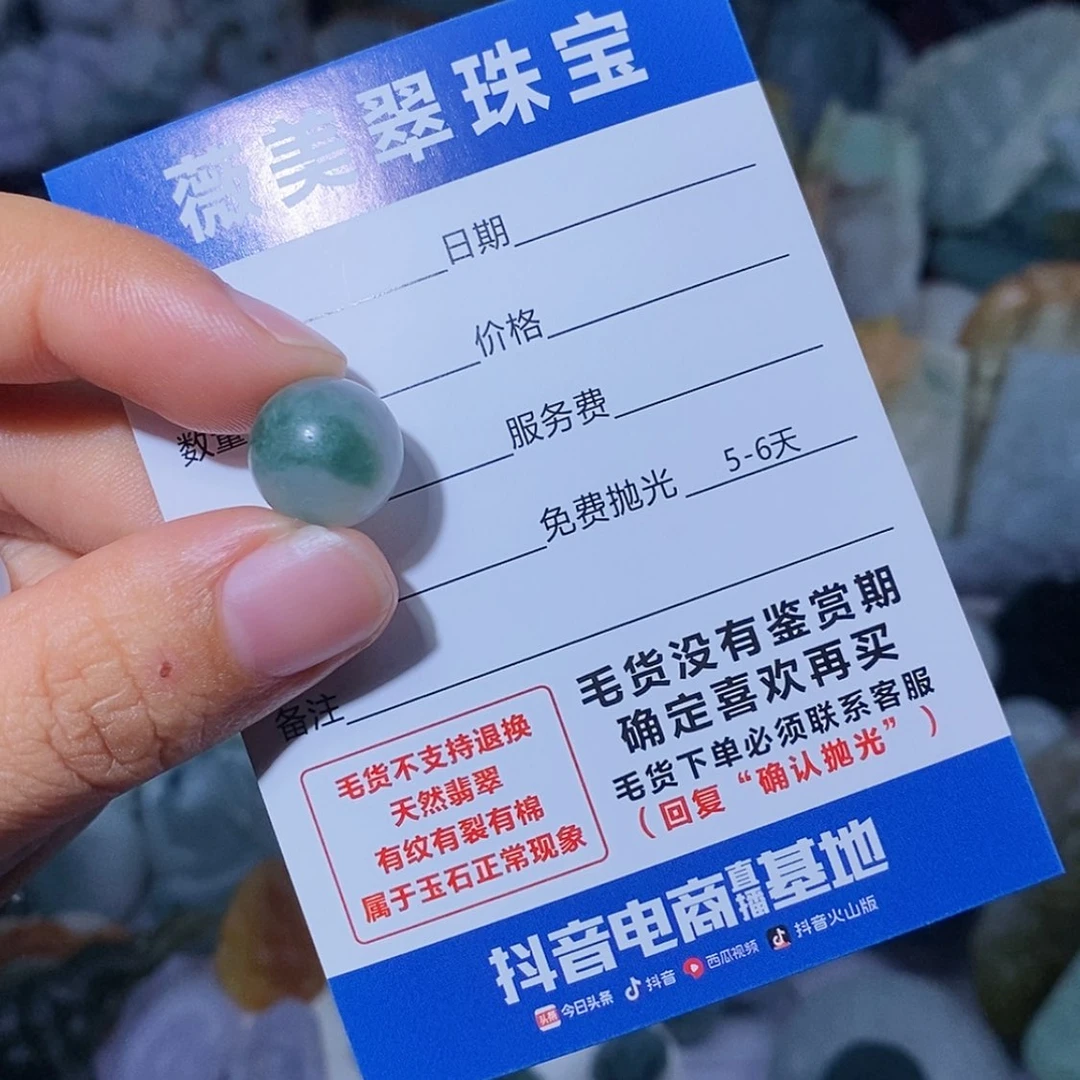 薇美翠珠宝
日期
价格
数量
服务费
免费抛光 5-6天
备注
毛货不支持退换
天然翡翠
有纹有裂有棉
属于玉石正常现象
毛货没有鉴赏期
确定喜欢再买
毛货下单必须联系客服
（回复“确认抛光”）
抖音电商直播基地
头条 今日头条 抖音 西瓜视频 抖音火山版